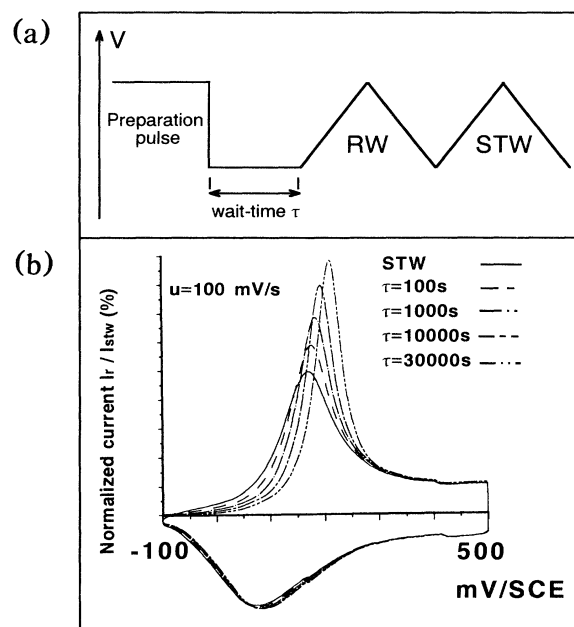 (a)
V
Preparation
pulse
RW
STW
wait-time τ
(b)
u=100 mV/s
STW
τ=100s
τ=1000s
τ=10000s
τ=30000s
Normalized current Ir / Istw (%)
-100
500
mV/SCE